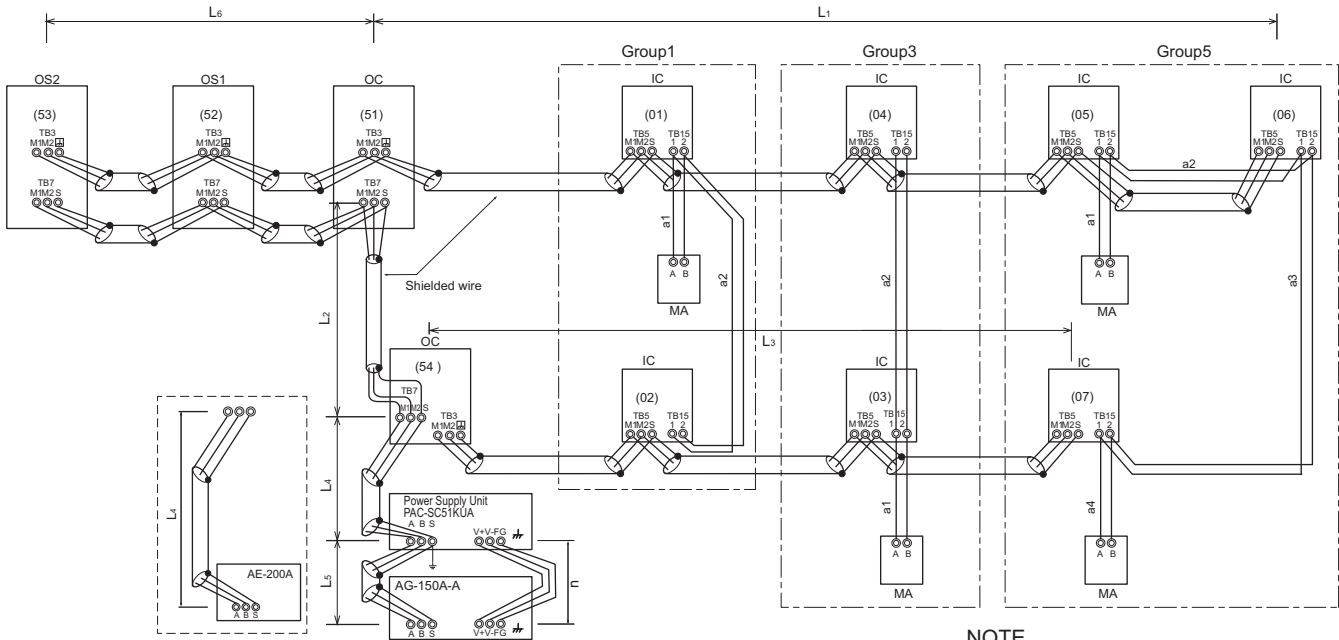 L6 L1
Group1 Group3 Group5
OS2 OS1 OC IC IC IC IC
(53) (52) (51) (01) (04) (05) (06)
TB3 TB3 TB3 TB5 TB15 TB5 TB15 TB5 TB15 TB5 TB15
M1M2 M1M2 M1M2 M1M2S 1 2 M1M2S 1 2 M1M2S 1 2 M1M2S 1 2
a2
TB7 TB7 TB7
M1M2S M1M2S M1M2S
a1 a2 a2 a1 a3
A B A B
MA MA
Shielded wire
L2
L3
OC IC IC IC
(54 ) (02) (03) (07)
TB7 TB5 TB15 TB5 TB15 TB5 TB15
M1M2S M1M2S 1 2 M1M2S 1 2 M1M2S 1 2
TB3
M1M2
L4 L4
a1 a4
Power Supply Unit
PAC-SC51KUA
A B S V+V-FG
A B A B
MA MA
L5 n
AE-200A
A B S
AG-150A-A
A B S V+V-FG
NOTE